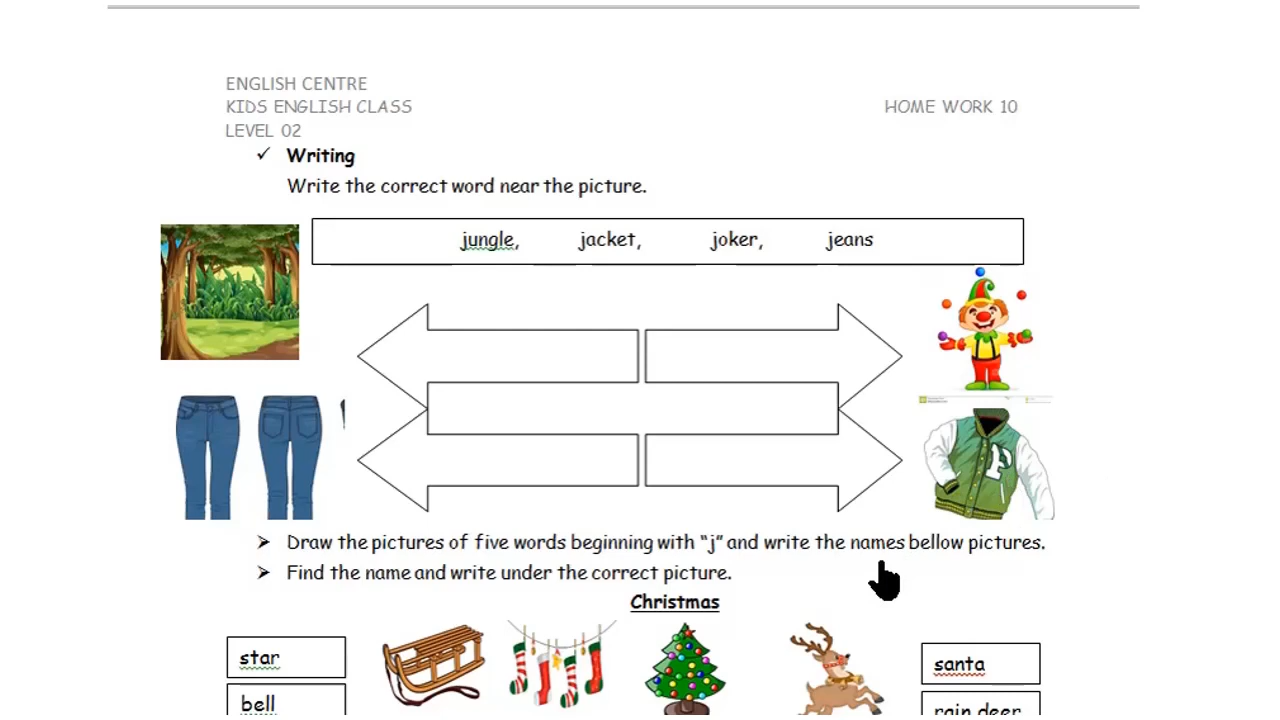 ENGLISH CENTRE
KIDS ENGLISH CLASS HOME WORK 10
LEVEL 02
✓ Writing
Write the correct word near the picture.
jungle, jacket, joker, jeans
P
➤ Draw the pictures of five words beginning with “j” and write the names bellow pictures.
➤ Find the name and write under the correct picture.
Christmas
star
santa
bell
rain deer